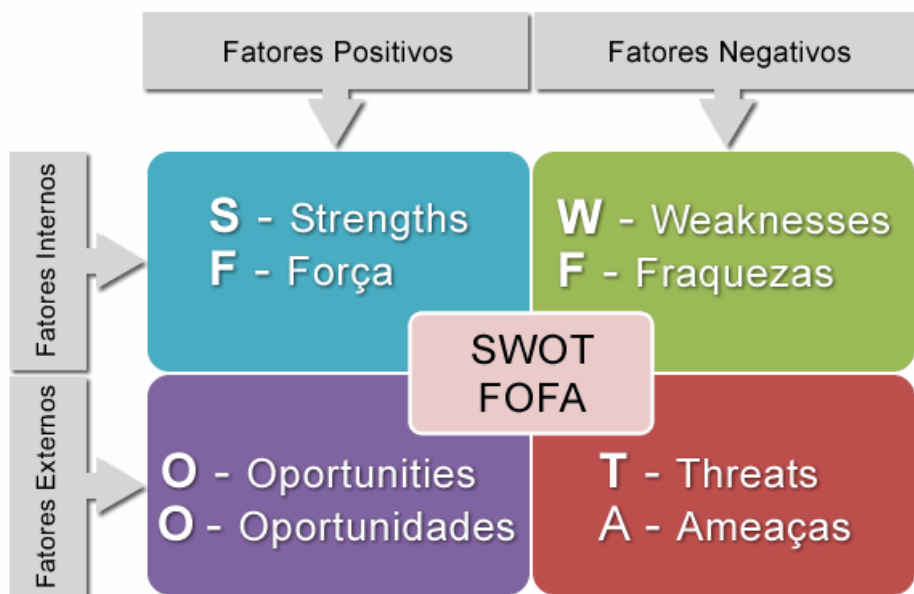 Fatores Positivos
Fatores Negativos
Fatores Internos
S - Strengths
F - Força
W - Weaknesses
F - Fraquezas
SWOT
FOFA
Fatores Externos
O - Oportunities
O - Oportunidades
T - Threats
A - Ameaças